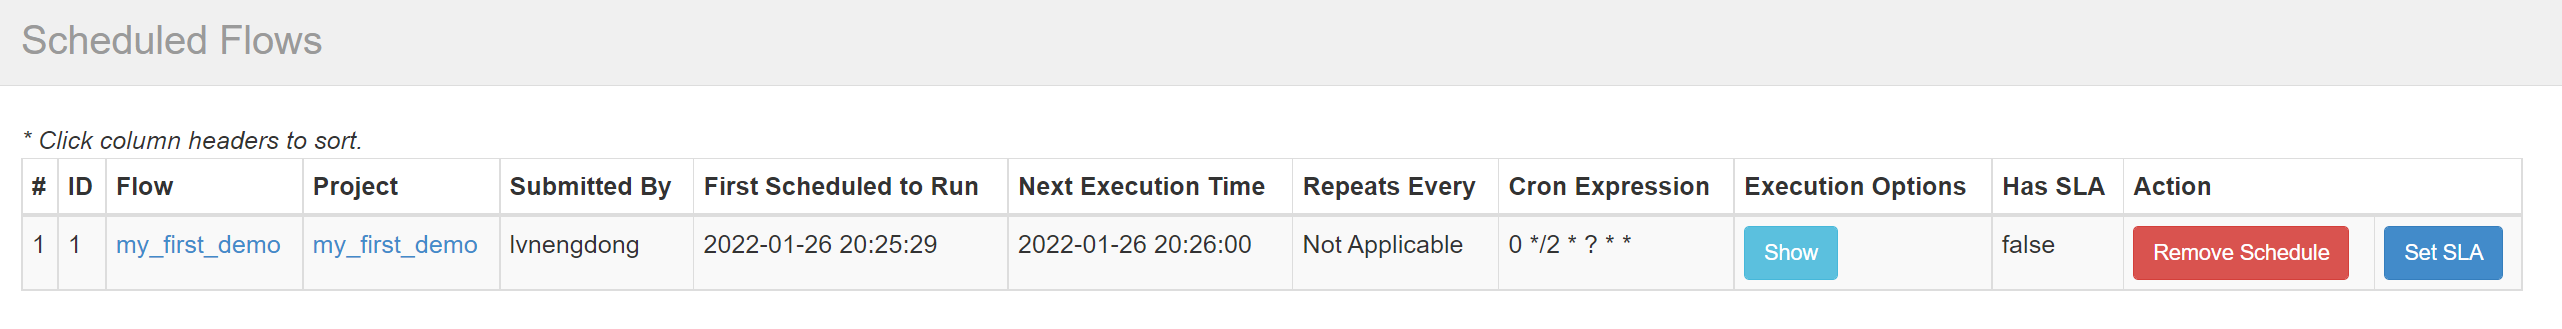 Scheduled Flows
* Click column headers to sort.
# ID Flow Project Submitted By First Scheduled to Run Next Execution Time Repeats Every Cron Expression Execution Options Has SLA Action
1 1 my_first_demo my_first_demo lvnengdong 2022-01-26 20:25:29 2022-01-26 20:26:00 Not Applicable 0 */2 * ? * * Show false Remove Schedule Set SLA